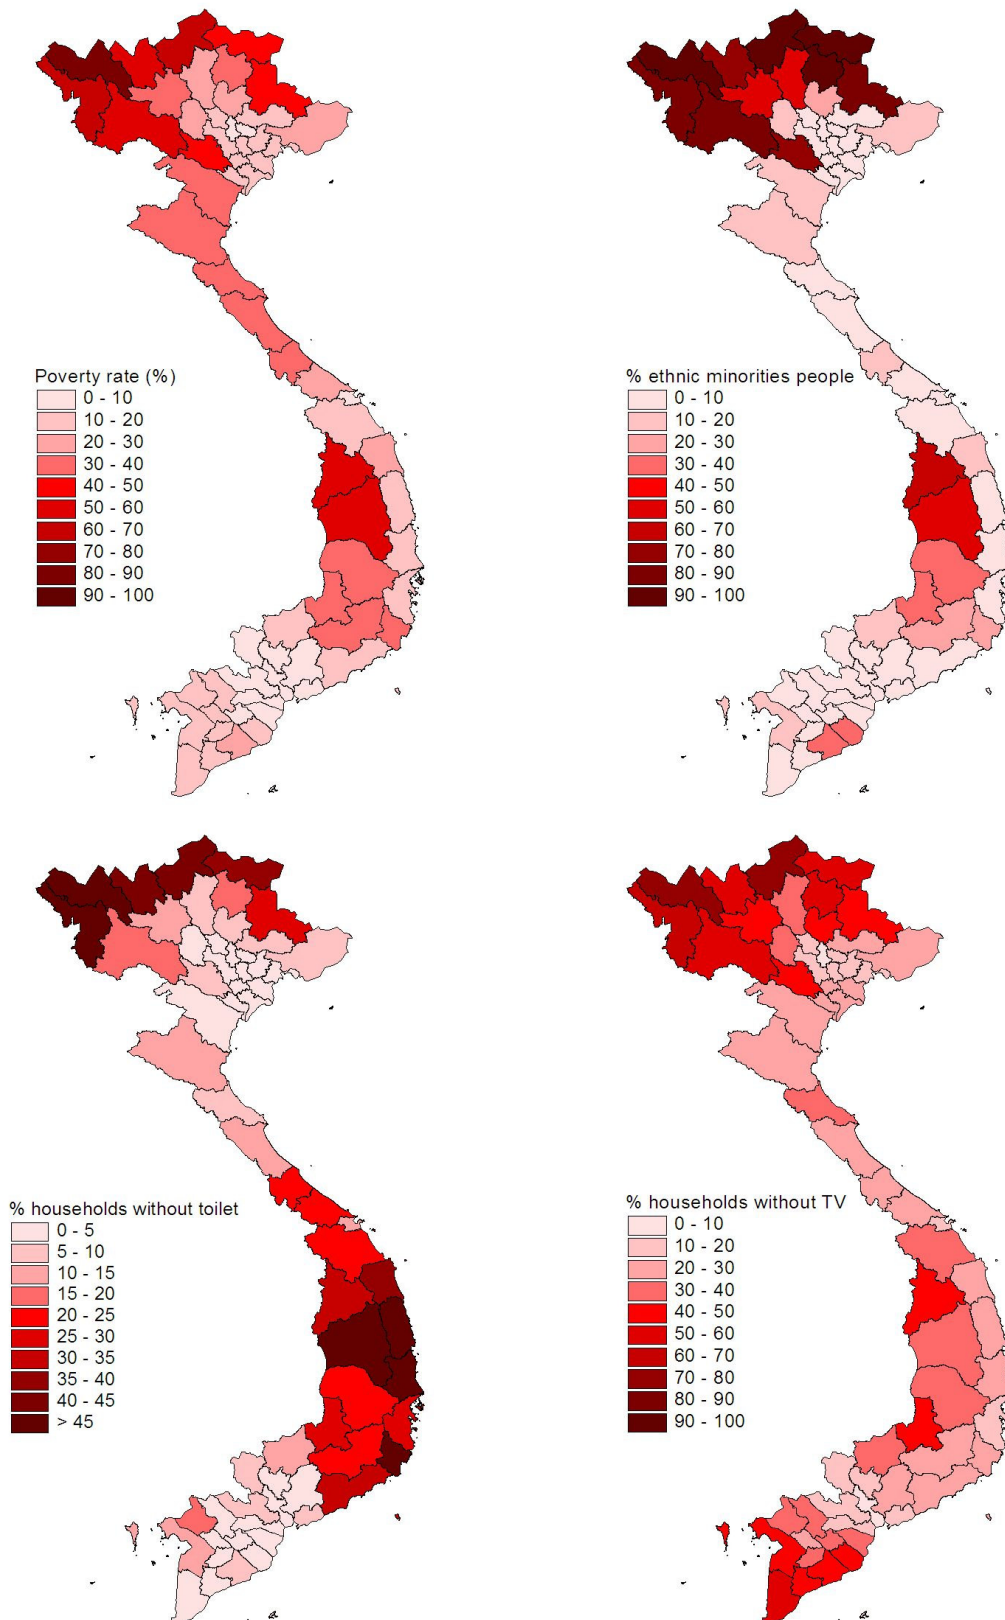 Poverty rate (%)
0 - 10
10 - 20
20 - 30
30 - 40
40 - 50
50 - 60
60 - 70
70 - 80
80 - 90
90 - 100
% ethnic minorities people
0 - 10
10 - 20
20 - 30
30 - 40
40 - 50
50 - 60
60 - 70
70 - 80
80 - 90
90 - 100
% households without toilet
0 - 5
5 - 10
10 - 15
15 - 20
20 - 25
25 - 30
30 - 35
35 - 40
40 - 45
> 45
% households without TV
0 - 10
10 - 20
20 - 30
30 - 40
40 - 50
50 - 60
60 - 70
70 - 80
80 - 90
90 - 100